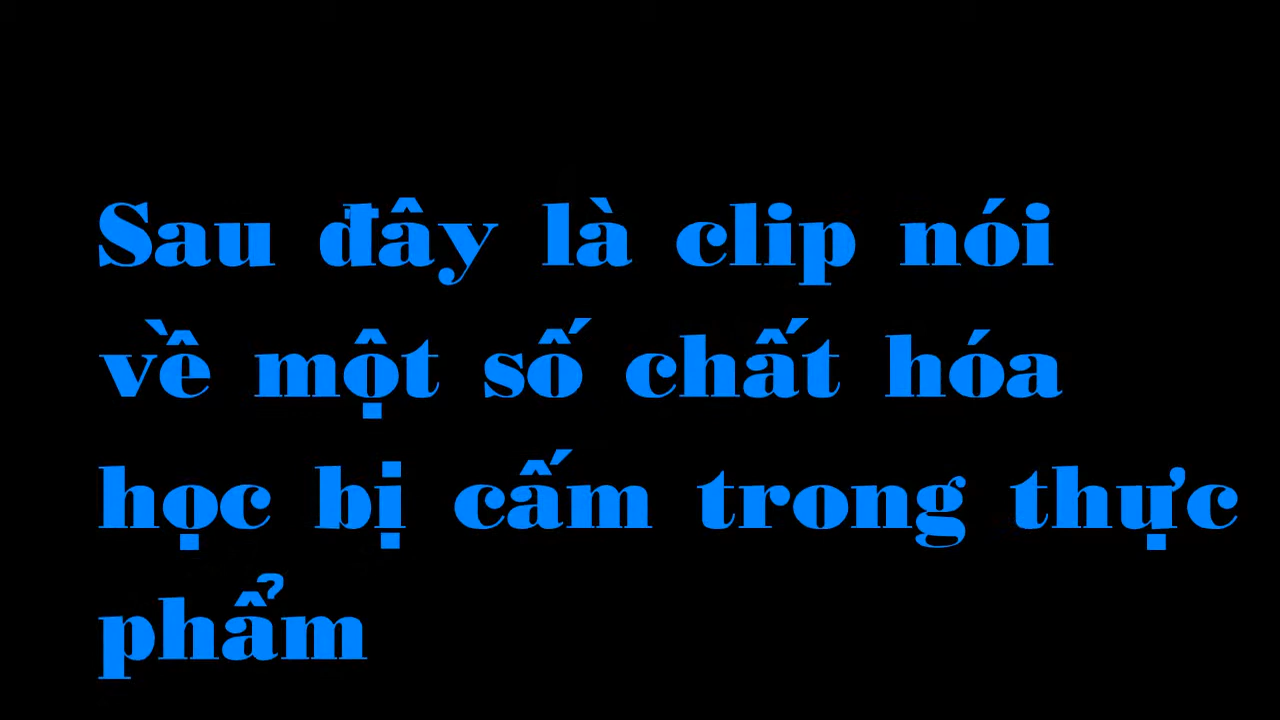 Sau đây là clip nói
về một số chất hóa
học bị cấm trong thực
phẩm